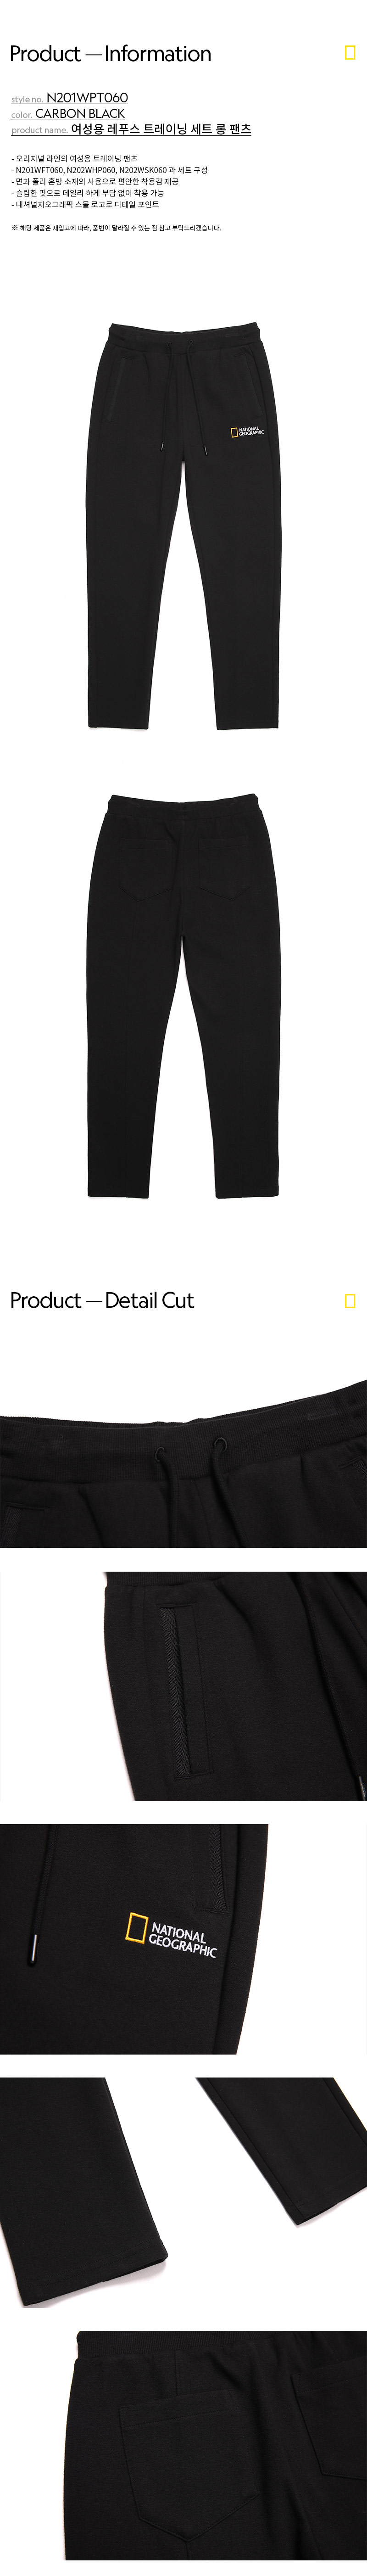 Product — Information
style no. N201WPT060
color. CARBON BLACK
product name. 여성용 레푸스 트레이닝 세트 롱 팬츠
- 오리지널 라인의 여성용 트레이닝 팬츠
- N201WFT060, N202WHP060, N202WSK060 과 세트 구성
- 면과 폴리 혼방 소재의 사용으로 편안한 착용감 제공
- 슬림한 핏으로 데일리 하게 부담 없이 착용 가능
- 내셔널지오그래픽 스몰 로고로 디테일 포인트
※ 해당 제품은 재입고에 따라, 품번이 달라질 수 있는 점 참고 부탁드리겠습니다.
NATIONAL
GEOGRAPHIC
Product — Detail Cut
NATIONAL
GEOGRAPHIC